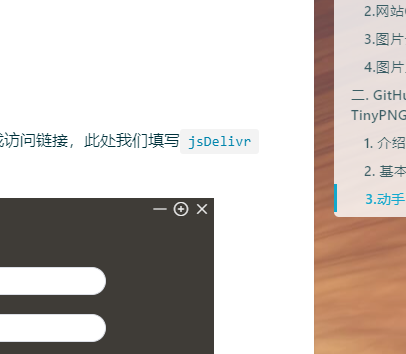 2.网站
3.图片
4.图片
二. GitHu
TinyPNG
1. 介绍
2. 基本
3.动手
访问链接，此处我们填写 jsDelivr